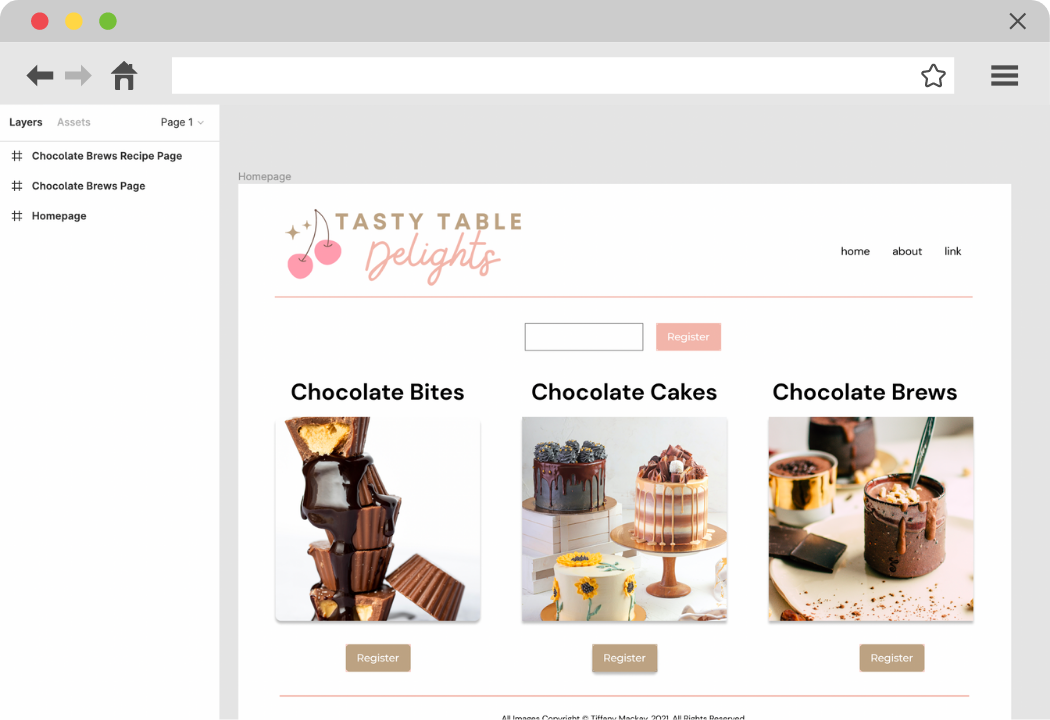 Layers Assets Page 1
Chocolate Brews Recipe Page
Chocolate Brews Page
Homepage
Homepage
TASTY TABLE
Delights
home about link
Register
Chocolate Bites Chocolate Cakes Chocolate Brews
Register Register Register
All Images Copyright © Tiffany Mackay, 2021. All Rights Reserved